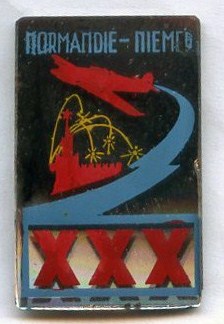 NORMANDIE - NIEMEN
XXX